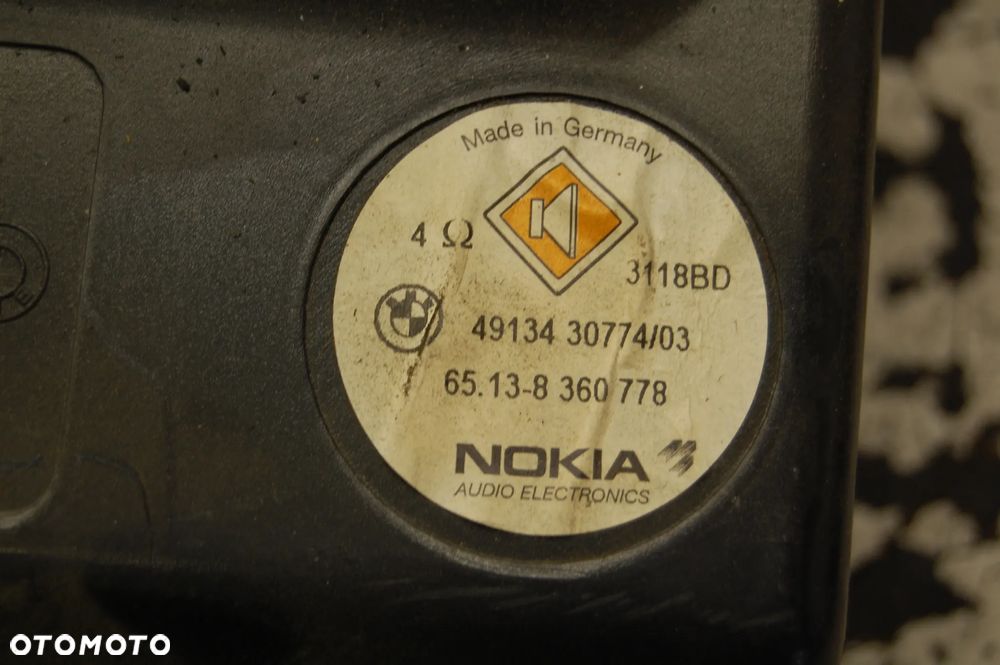 Made in Germany
4 Ω
3118BD
49134 30774/03
65.13-8 360 778
NOKIA
AUDIO ELECTRONICS
OTOMOTO